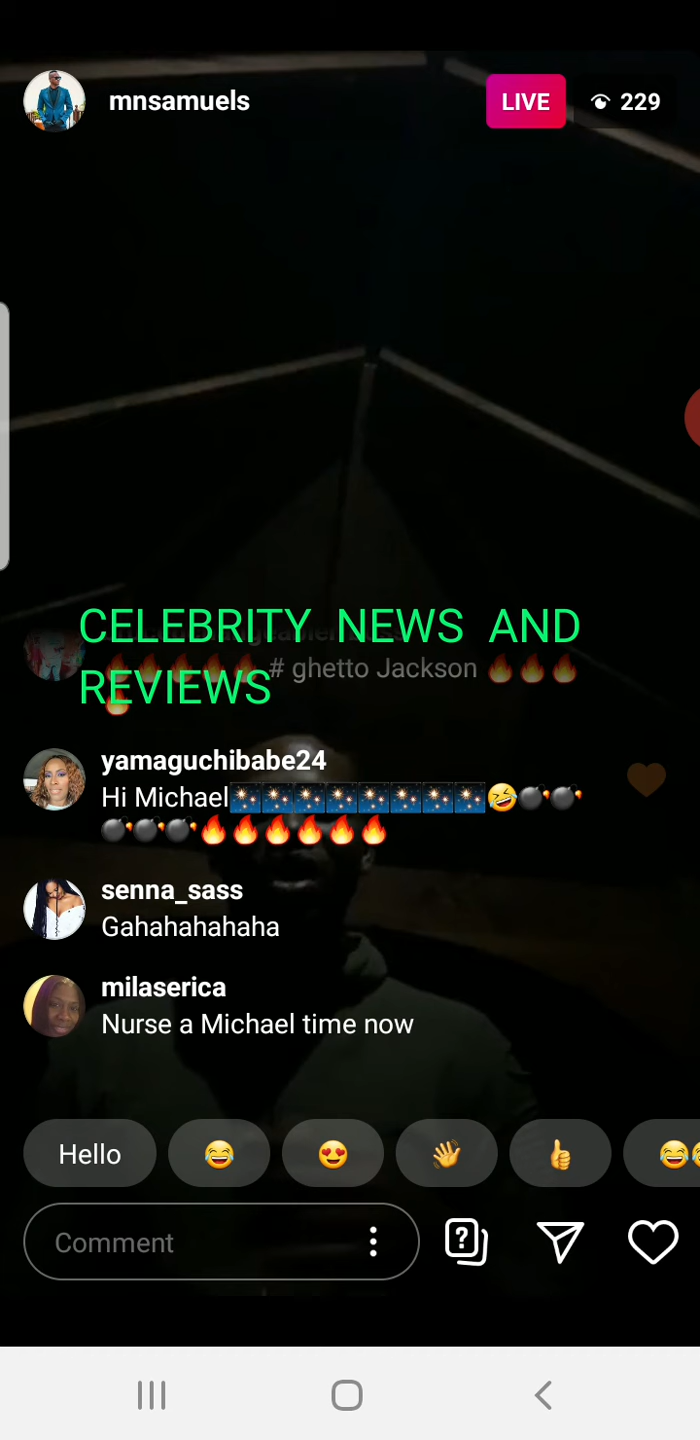 mnsamuels
LIVE
229
CELEBRITY NEWS AND
# ghetto Jackson 🔥🔥🔥
REVIEWS
yamaguchibabe24
Hi Michael🎇🎇🎇🎇🎇🎇🎇🎇🤣💣💣
💣💣💣🔥🔥🔥🔥🔥🔥
senna_sass
Gahahahahaha
milaserica
Nurse a Michael time now
Hello 😂 😍 👋 👍 😂
Comment
?